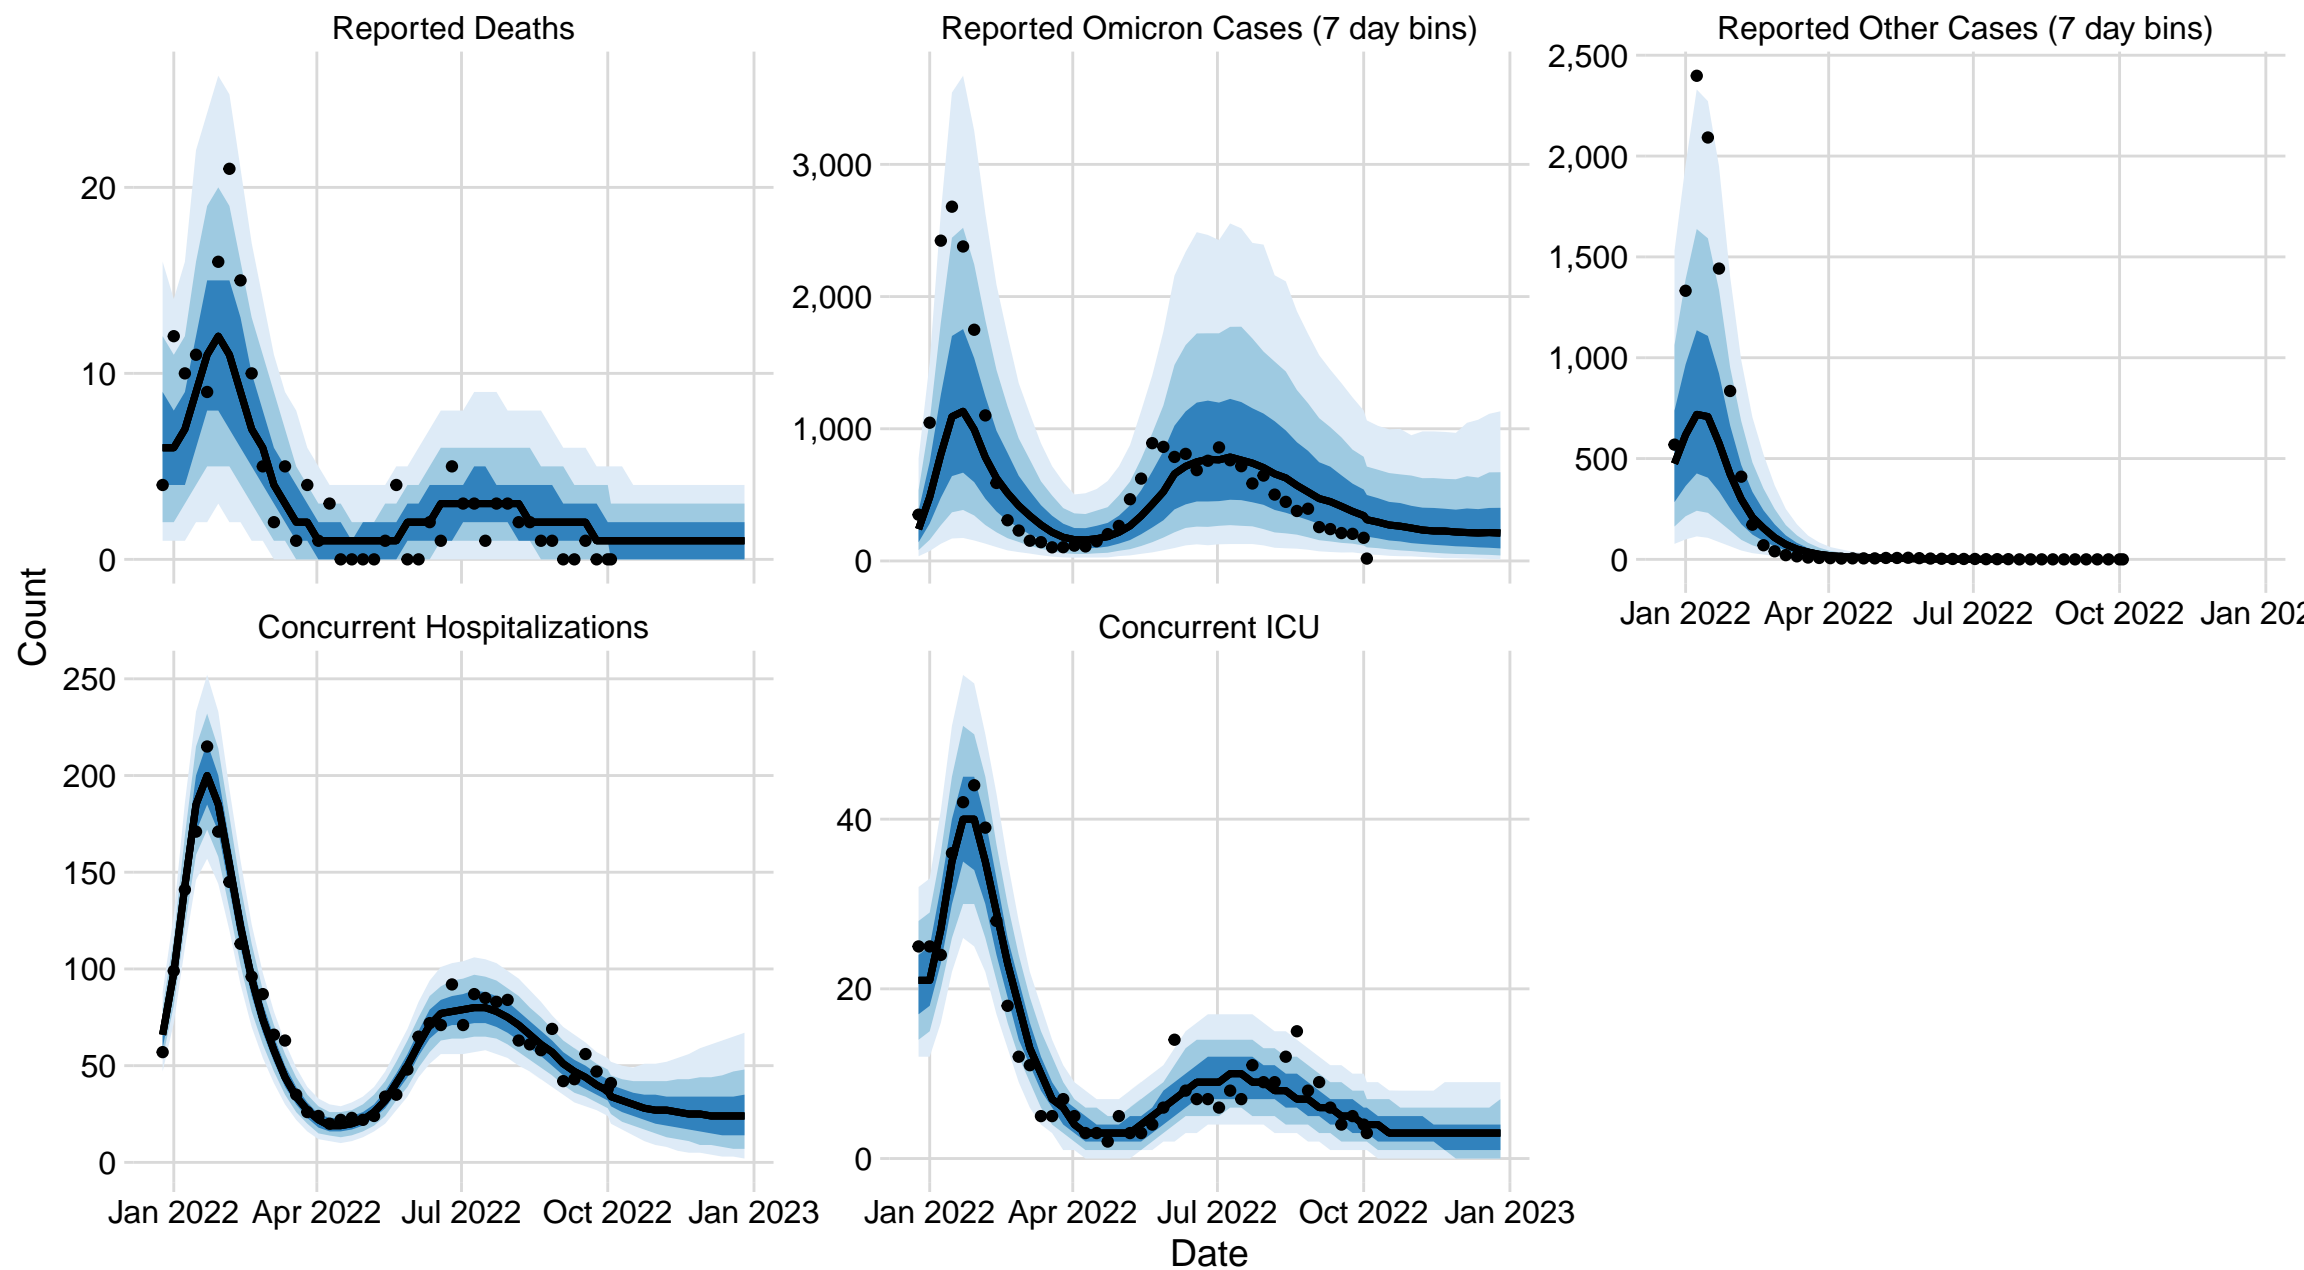 Reported Deaths
Reported Omicron Cases (7 day bins)
Reported Other Cases (7 day bins)
20
10
0
3,000
2,000
1,000
0
2,500
2,000
1,500
1,000
500
0
Jan 2022 Apr 2022 Jul 2022 Oct 2022 Jan 202
Count
Concurrent Hospitalizations
Concurrent ICU
250
200
150
100
50
0
40
20
0
Jan 2022 Apr 2022 Jul 2022 Oct 2022 Jan 2023
Jan 2022 Apr 2022 Jul 2022 Oct 2022 Jan 2023
Date